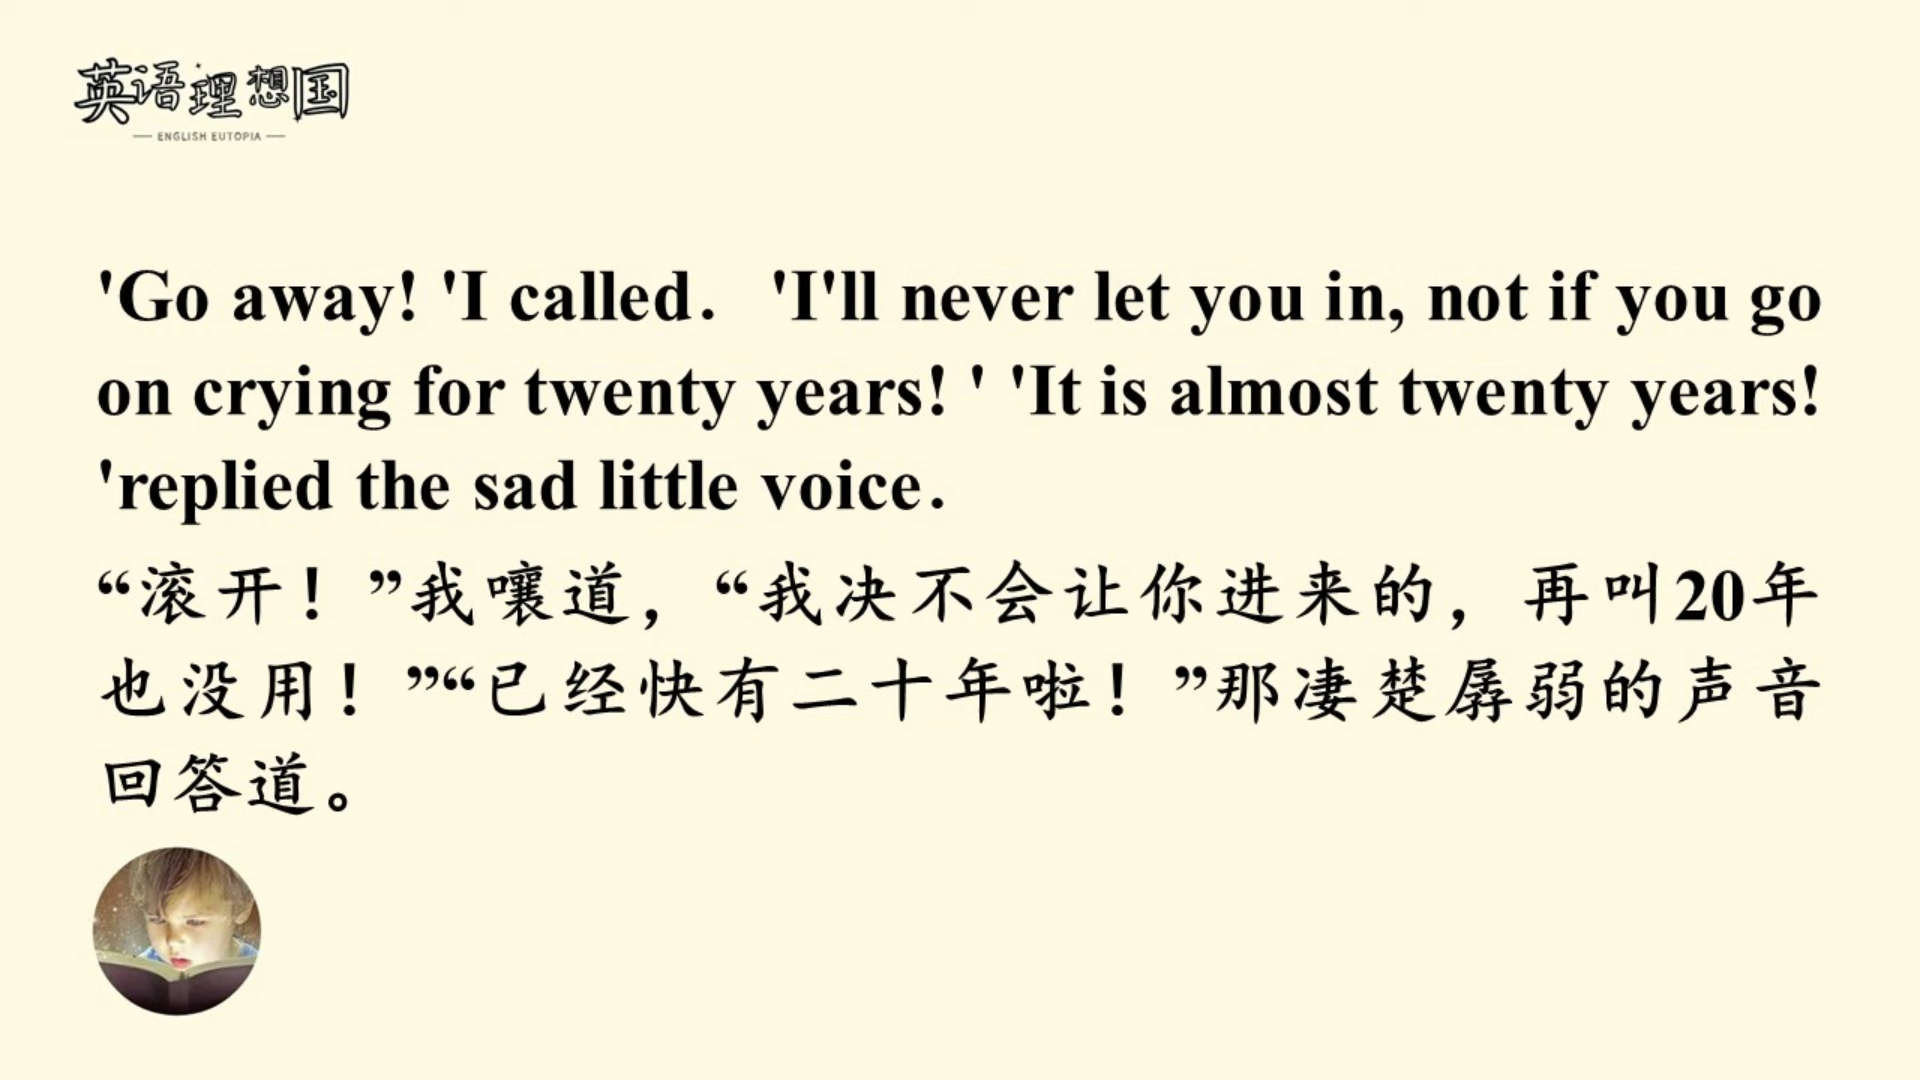 英语理想国
ENGLISH EUTOPIA
'Go away! 'I called. 'I'll never let you in, not if you go
on crying for twenty years! ' 'It is almost twenty years!
'replied the sad little voice.
“滚开！”我嚷道，“我决不会让你进来的，再叫20年
也没用！”“已经快有二十年啦！”那凄楚孱弱的声音
回答道。